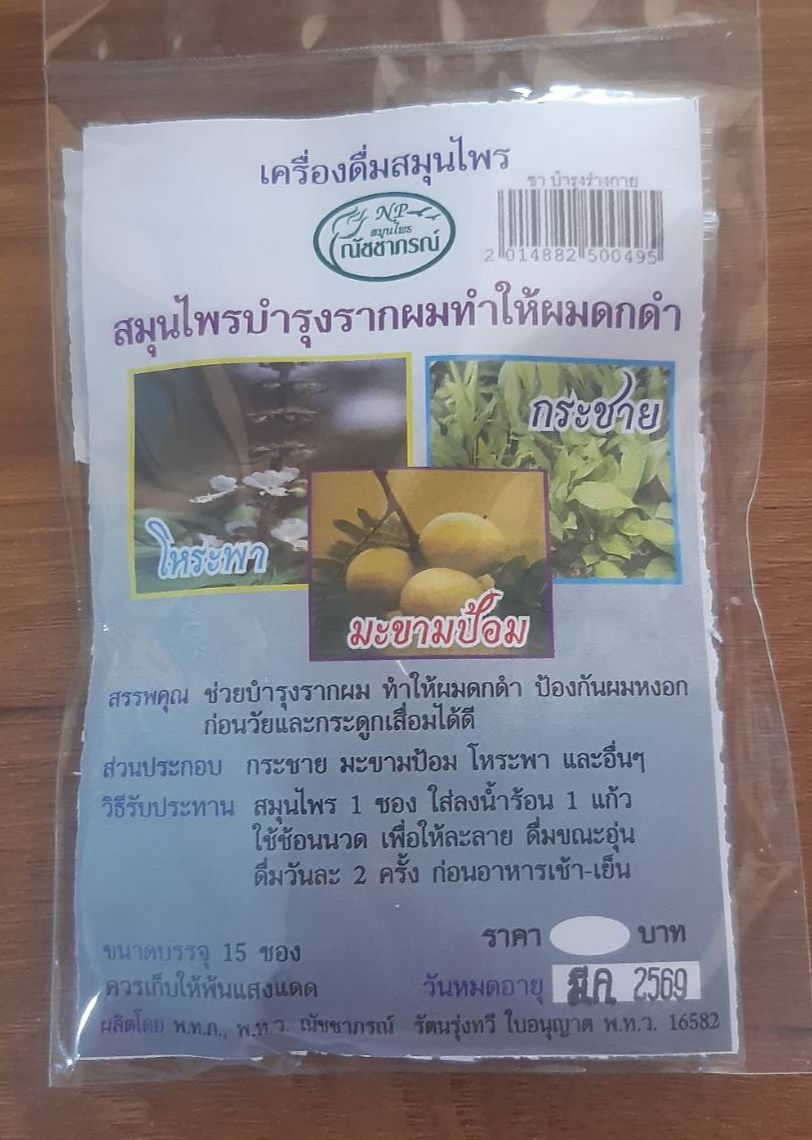 เครื่องดื่มสมุนไพร
ชา บำรุงร่างกาย
NP
สมุนไพร
ณัชชาภรณ์
2 014882 500495
สมุนไพรบำรุงรากผมทำให้ผมดกดำ
กระชาย
โหระพา
มะขามป้อม
สรรพคุณ ช่วยบำรุงรากผม ทำให้ผมดกดำ ป้องกันผมหงอก
ก่อนวัยและกระดูกเสื่อมได้ดี
ส่วนประกอบ กระชาย มะขามป้อม โหระพา และอื่นๆ
วิธีรับประทาน สมุนไพร 1 ซอง ใส่ลงน้ำร้อน 1 แก้ว
ใช้ช้อนนวด เพื่อให้ละลาย ดื่มขณะอุ่น
ดื่มวันละ 2 ครั้ง ก่อนอาหารเช้า-เย็น
ราคา บาท
ขนาดบรรจุ 15 ซอง
ควรเก็บให้พ้นแสงแดด
วันหมดอายุ มี.ค. 2569
ผลิตโดย พ.ท.ภ., พ.ท.ว. ณัชชาภรณ์ รัตนรุ่งทวี ใบอนุญาต พ.ท.ว. 16582